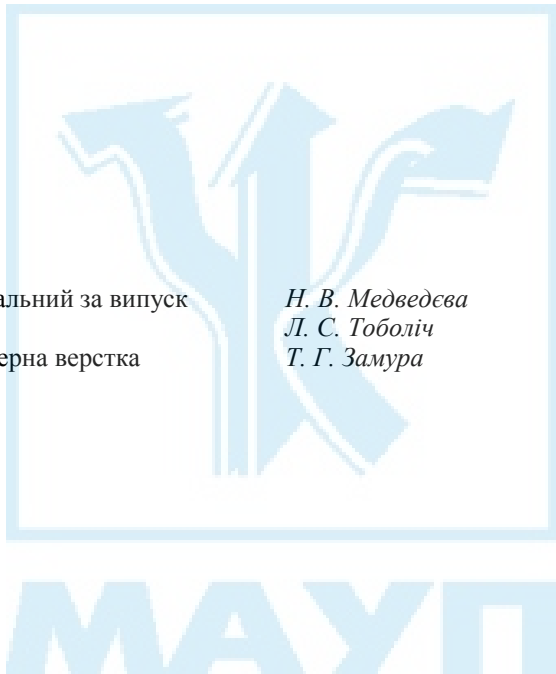 альний за випуск Н. В. Медведєва
Л. С. Тоболіч
ерна верстка Т. Г. Замура
МАУП